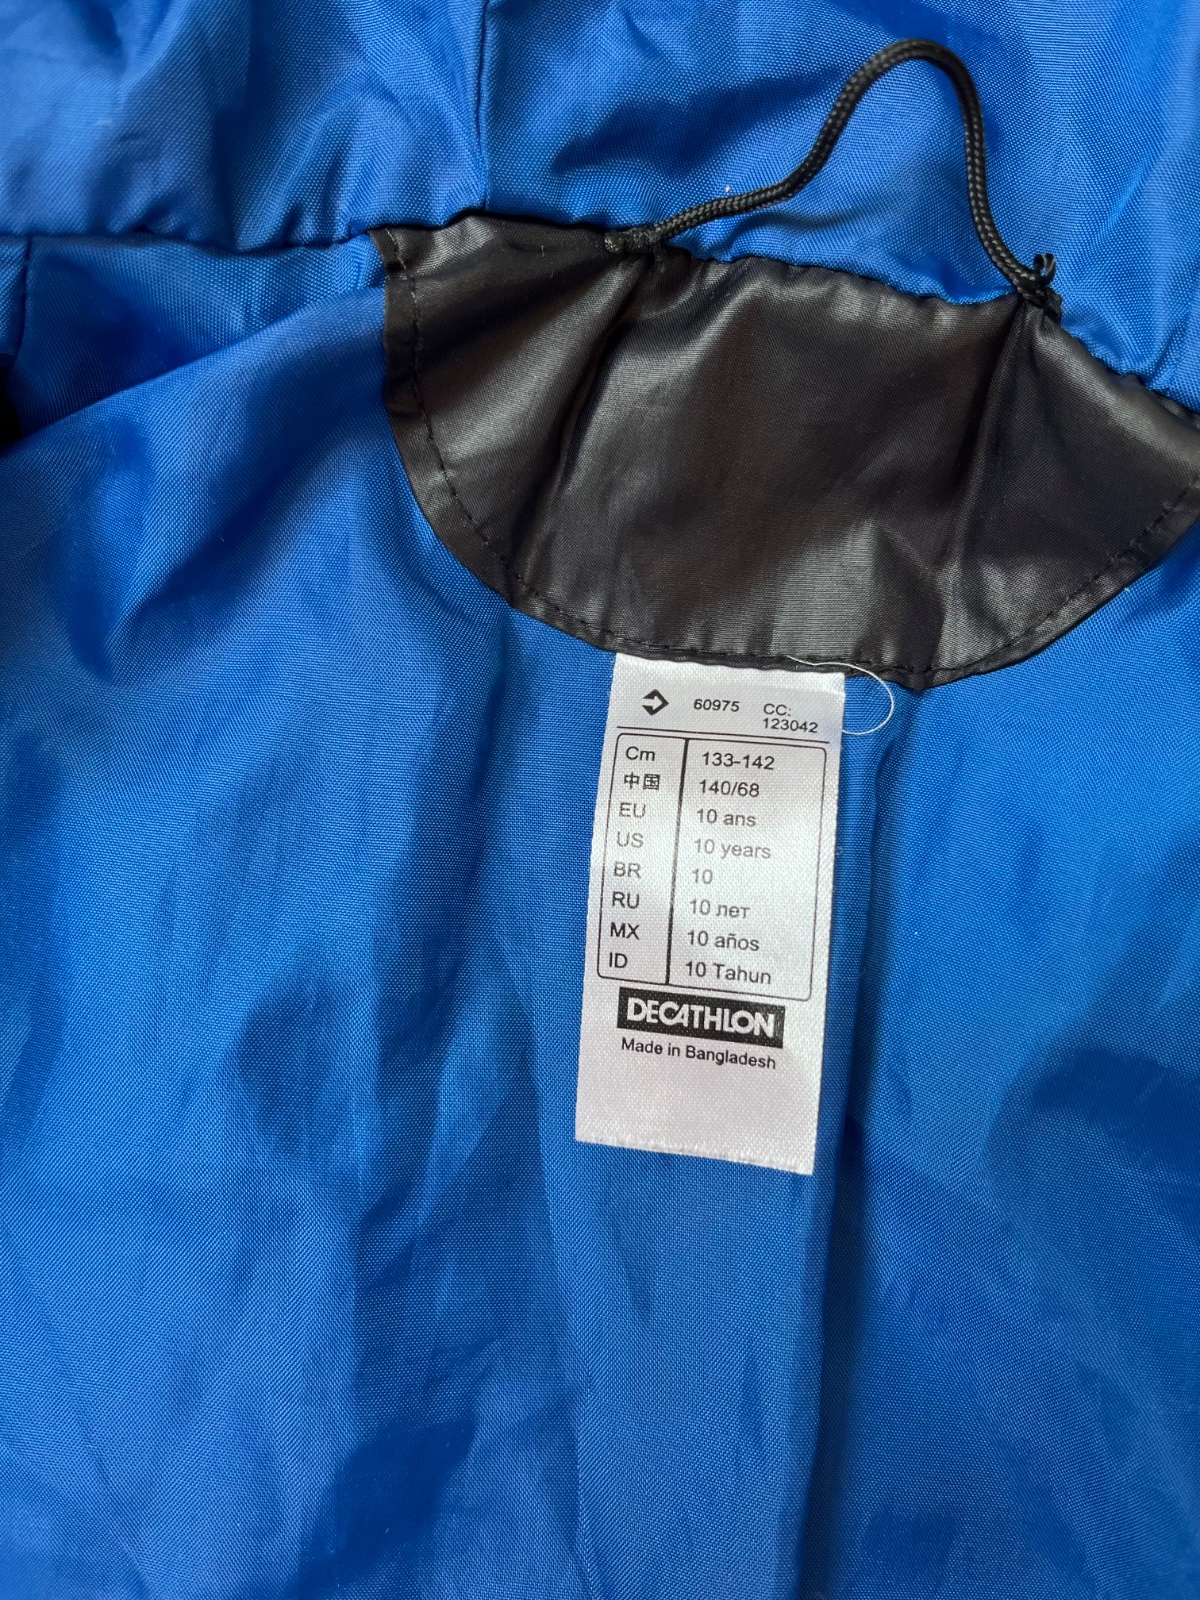 60975 CC:
123042
Cm 133-142
中国 140/68
EU 10 ans
US 10 years
BR 10
RU 10 лет
MX 10 años
ID 10 Tahun
DECATHLON
Made in Bangladesh